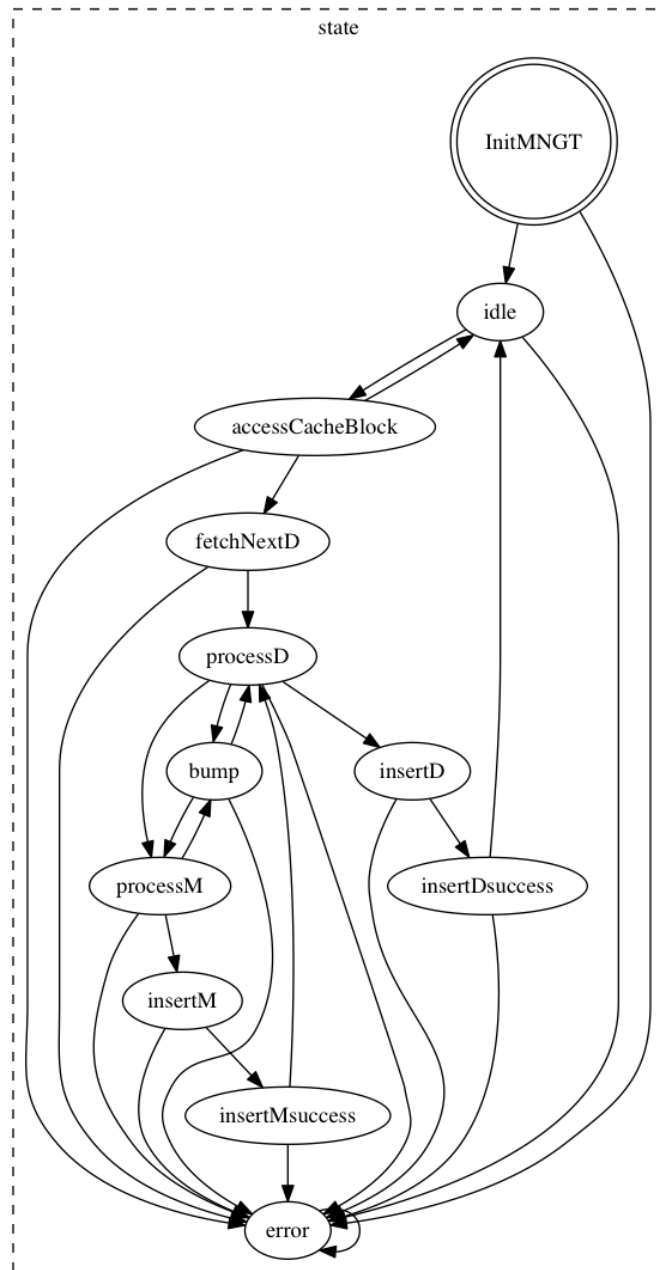 state
InitMNGT
idle
accessCacheBlock
fetchNextD
processD
bump
insertD
processM
insertDsuccess
insertM
insertMsuccess
error